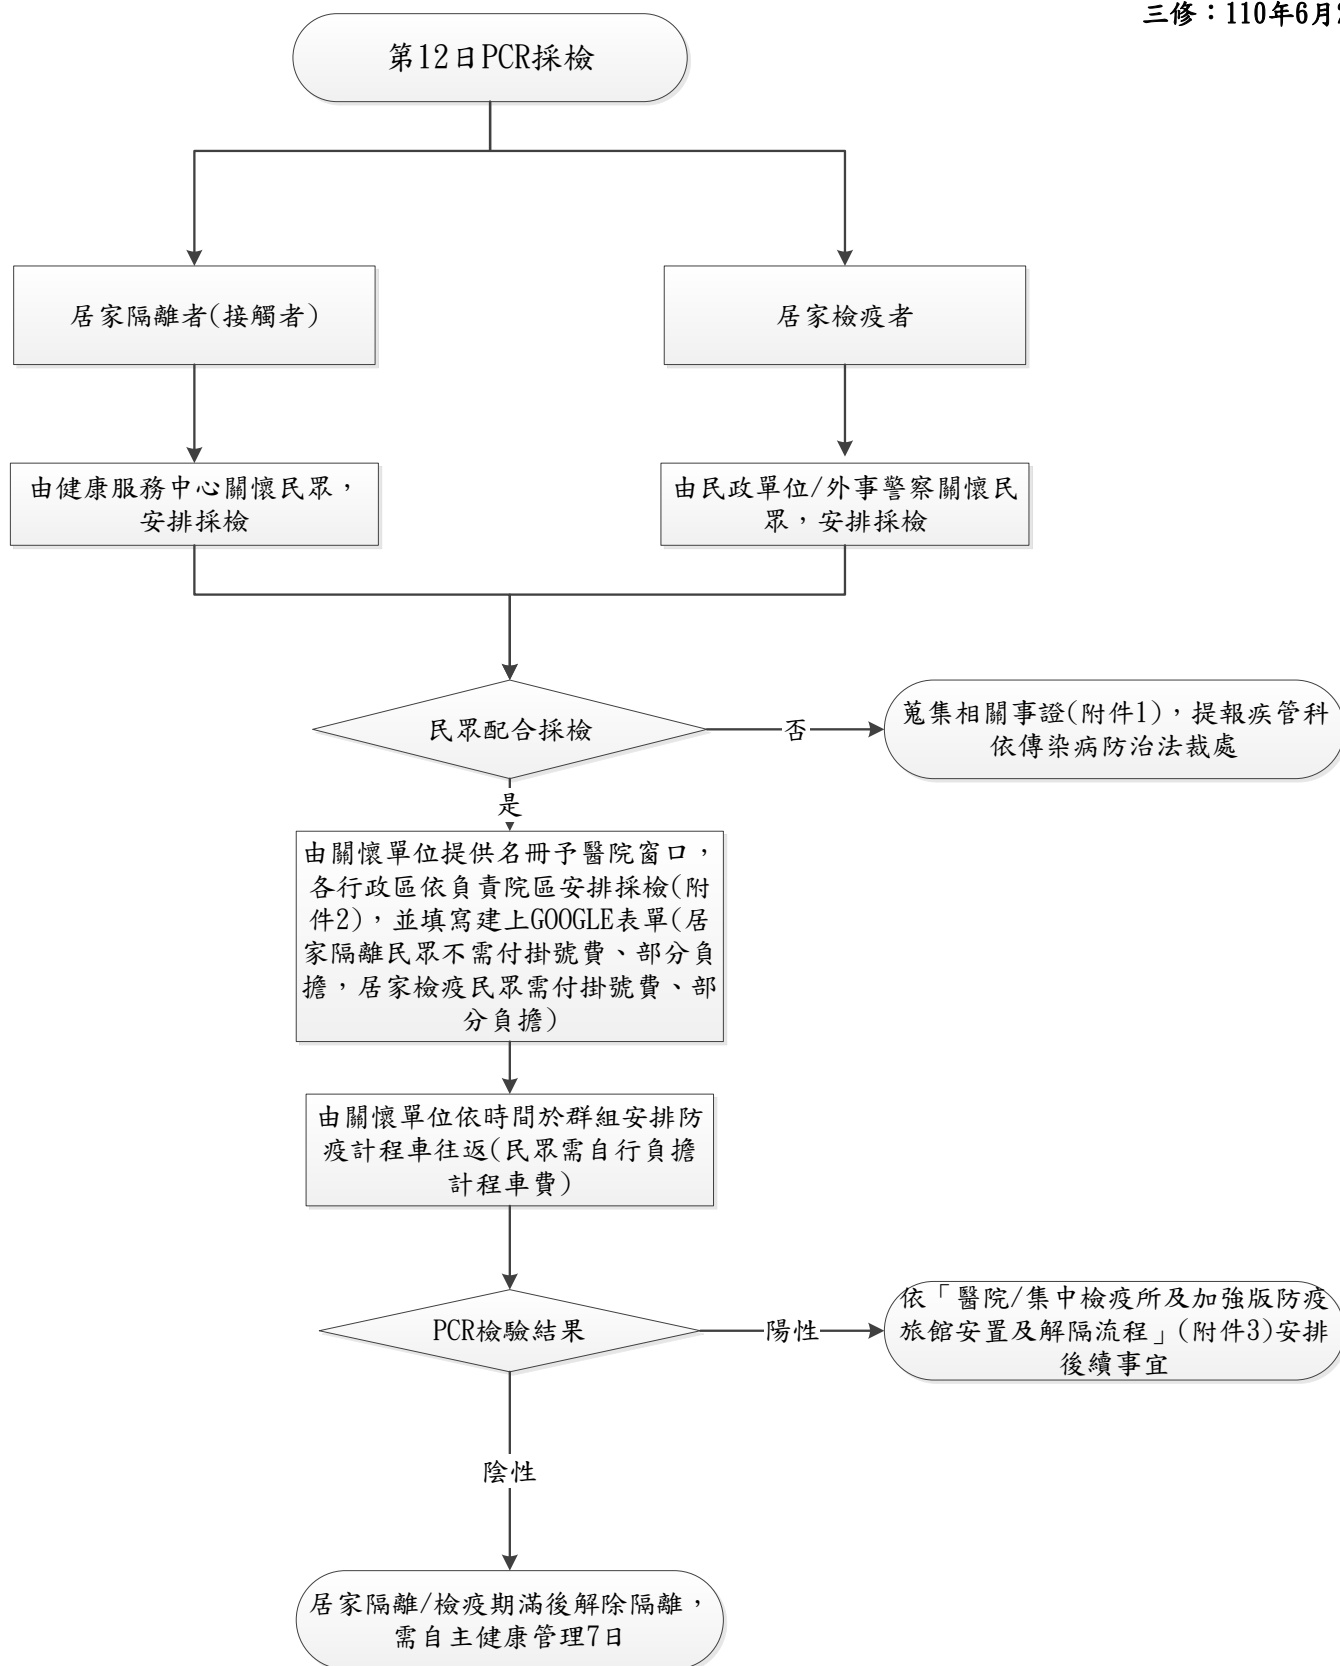 三修：110年6月
第12日PCR採檢
居家隔離者(接觸者)
居家檢疫者
由健康服務中心關懷民眾，
安排採檢
由民政單位/外事警察關懷民
眾，安排採檢
民眾配合採檢
否
蒐集相關事證(附件1)，提報疾管科
依傳染病防治法裁處
是
由關懷單位提供名冊予醫院窗口，
各行政區依負責院區安排採檢(附
件2)，並填寫建上GOOGLE表單(居
家隔離民眾不需付掛號費、部分負
擔，居家檢疫民眾需付掛號費、部
分負擔)
由關懷單位依時間於群組安排防
疫計程車往返(民眾需自行負擔
計程車費)
PCR檢驗結果
陽性
依「醫院/集中檢疫所及加強版防疫
旅館安置及解隔流程」(附件3)安排
後續事宜
陰性
居家隔離/檢疫期滿後解除隔離，
需自主健康管理7日